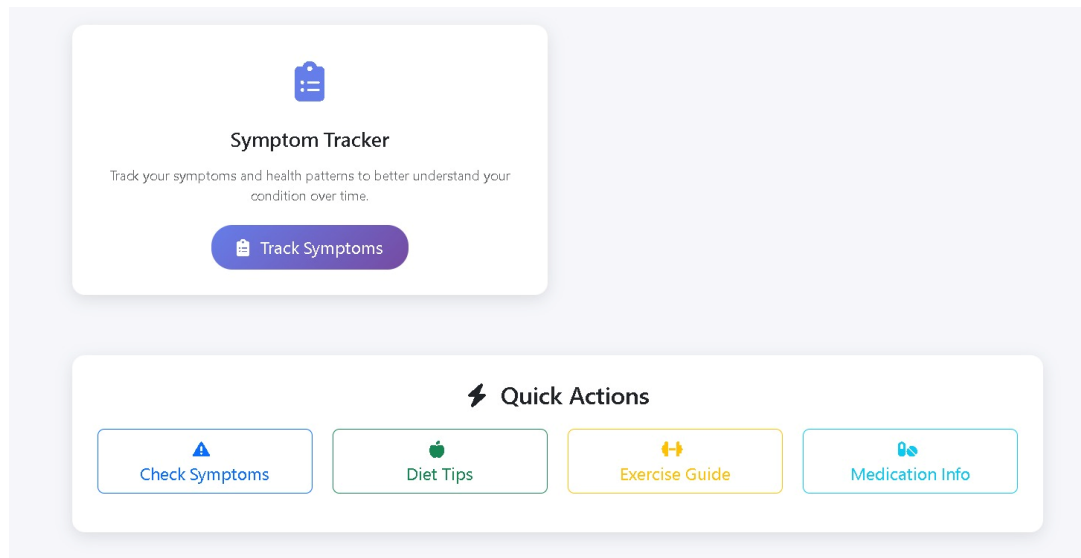 Symptom Tracker
Track your symptoms and health patterns to better understand your
condition over time.
Track Symptoms
Quick Actions
Check Symptoms
Diet Tips
Exercise Guide
Medication Info